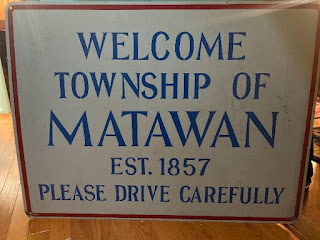 WELCOME
TOWNSHIP OF
MATAWAN
EST. 1857
PLEASE DRIVE CAREFULLY